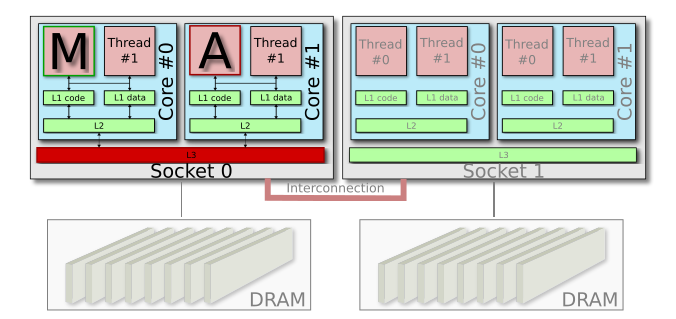 M
Thread
#1
Core #0
L1 code
L1 data
L2
A
Thread
#1
Core #1
L1 code
L1 data
L2
L3
Socket 0
Thread
#0
Thread
#1
Core #0
L1 code
L1 data
L2
Thread
#0
Thread
#1
Core #1
L1 code
L1 data
L2
L3
Socket 1
Interconnection
DRAM
DRAM